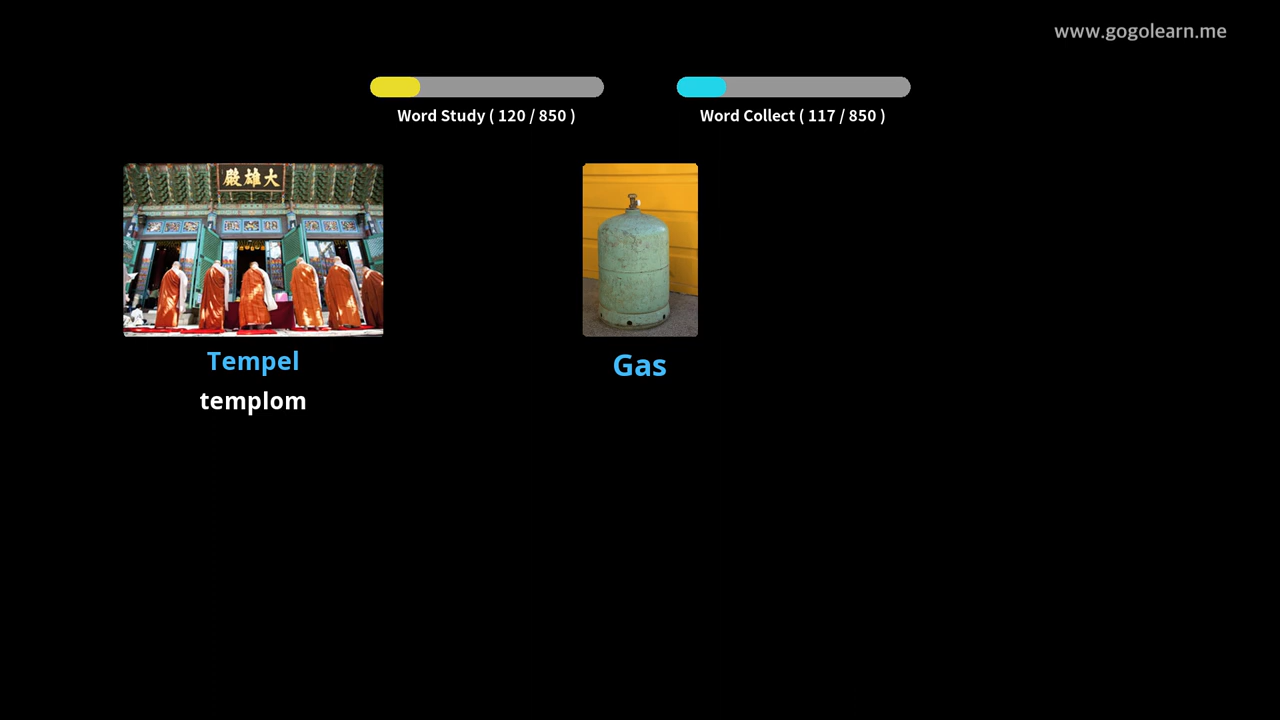 www.gogolearn.me
Word Study ( 120 / 850 )
Word Collect ( 117 / 850 )
殿雄大
Tempel
templom
Gas